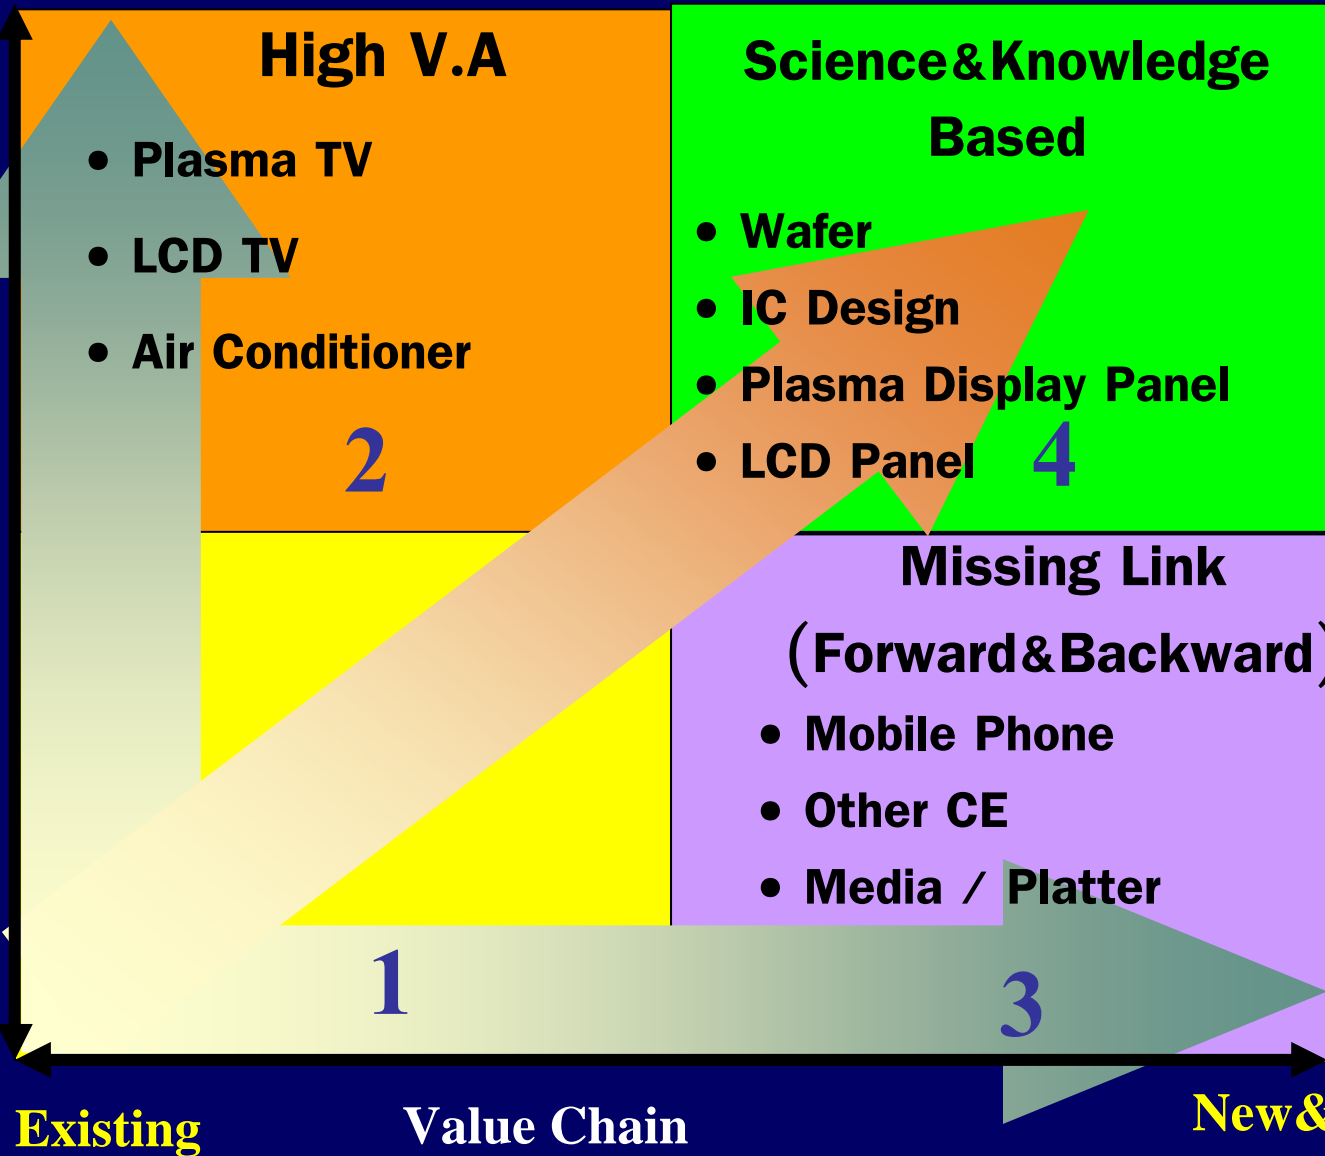 High V.A
• Plasma TV
• LCD TV
• Air Conditioner
2
Science&Knowledge
Based
• Wafer
• IC Design
• Plasma Display Panel
• LCD Panel
4
Missing Link
(Forward&Backward)
• Mobile Phone
• Other CE
• Media / Platter
1
3
Existing
Value Chain
New&